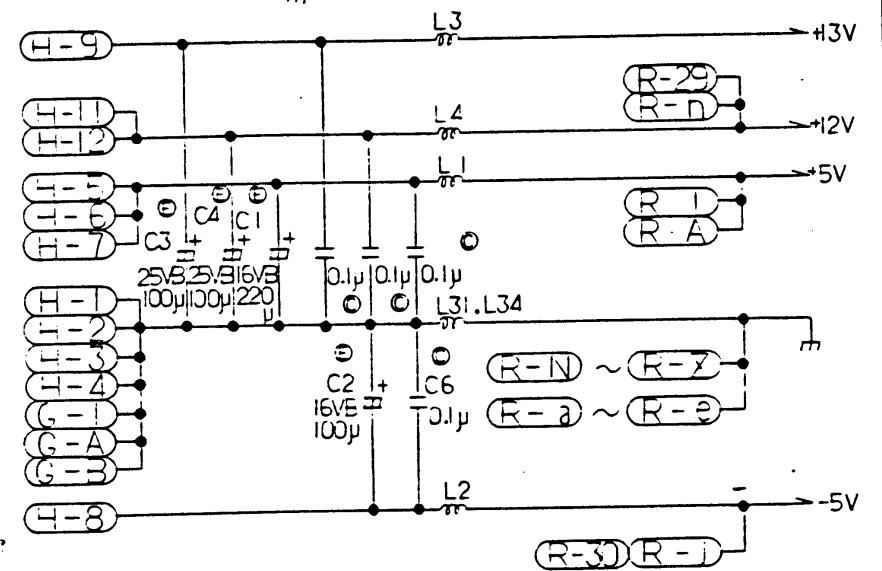 L3
H-9
+13V
R-29
H-11
L4
R-n
H-12
+12V
L1
H-5
+5V
E E E
H-6
C3 C4 C1
R-1
H-7
R-A
+ + +
C
25VB 25VB 16VB
0.1μ 0.1μ 0.1μ
100μ 100μ 220
μ
H-1
C C
L31.L34
H-2
H-3
E
C
R-N ~ R-Z
H-4
C2 +
C6
G-1
16VB
0.1μ
R-a ~ R-e
100μ
G-A
G-B
L2
H-8
-5V
R-30 R-j